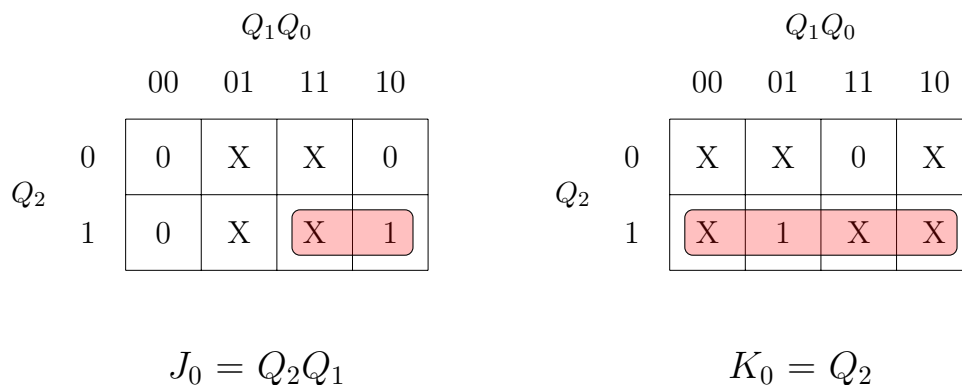 Q₁Q₀ Q₁Q₀
00 01 11 10 00 01 11 10
0 0 X X 0 0 X X 0 X
Q₂ Q₂
1 0 X X 1 1 X 1 X X
J₀ = Q₂Q₁ K₀ = Q₂